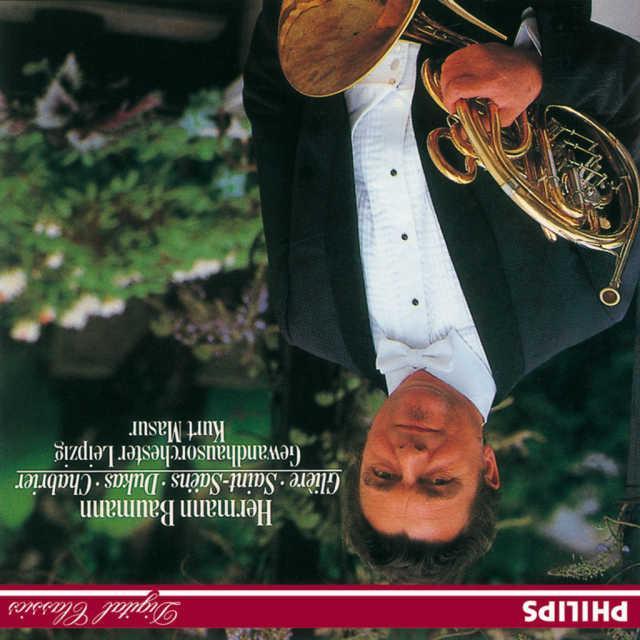 PHILIPS Digital Classics
Hermann Baumann
Glière · Saint-Saëns · Dukas · Chabrier
Gewandhausorchester Leipzig
Kurt Masur